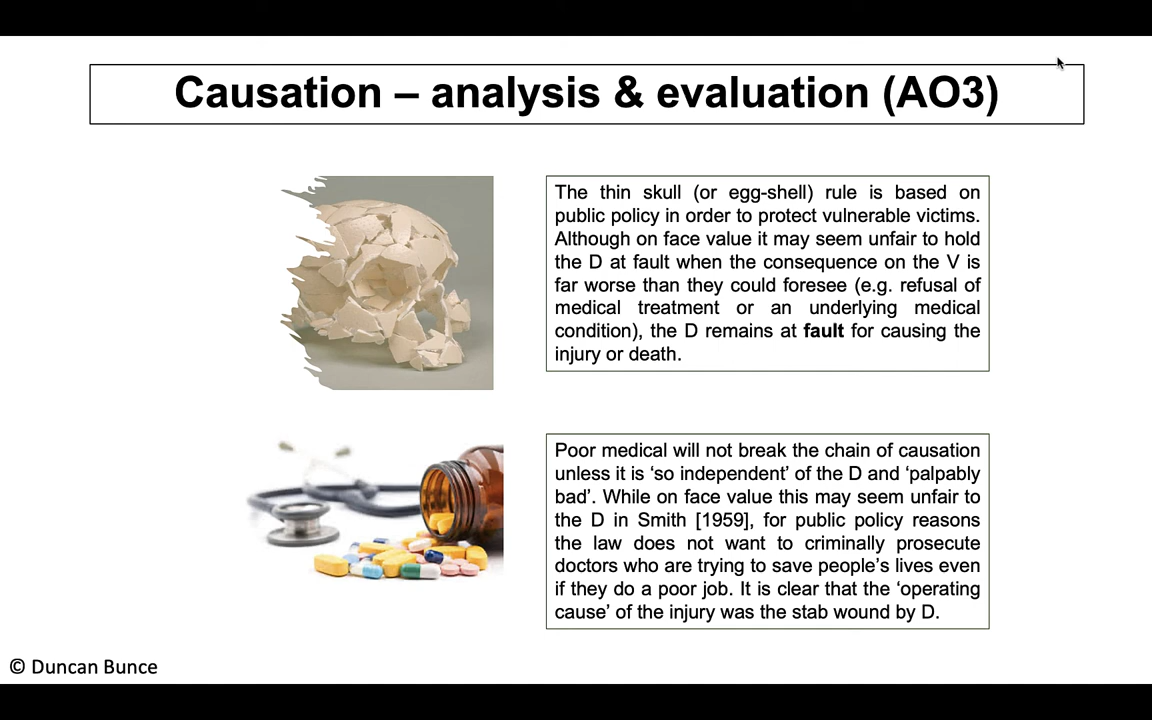 Causation – analysis & evaluation (AO3)
The thin skull (or egg-shell) rule is based on
public policy in order to protect vulnerable victims.
Although on face value it may seem unfair to hold
the D at fault when the consequence on the V is
far worse than they could foresee (e.g. refusal of
medical treatment or an underlying medical
condition), the D remains at fault for causing the
injury or death.
Poor medical will not break the chain of causation
unless it is ‘so independent’ of the D and ‘palpably
bad’. While on face value this may seem unfair to
the D in Smith [1959], for public policy reasons
the law does not want to criminally prosecute
doctors who are trying to save people’s lives even
if they do a poor job. It is clear that the ‘operating
cause’ of the injury was the stab wound by D.
© Duncan Bunce